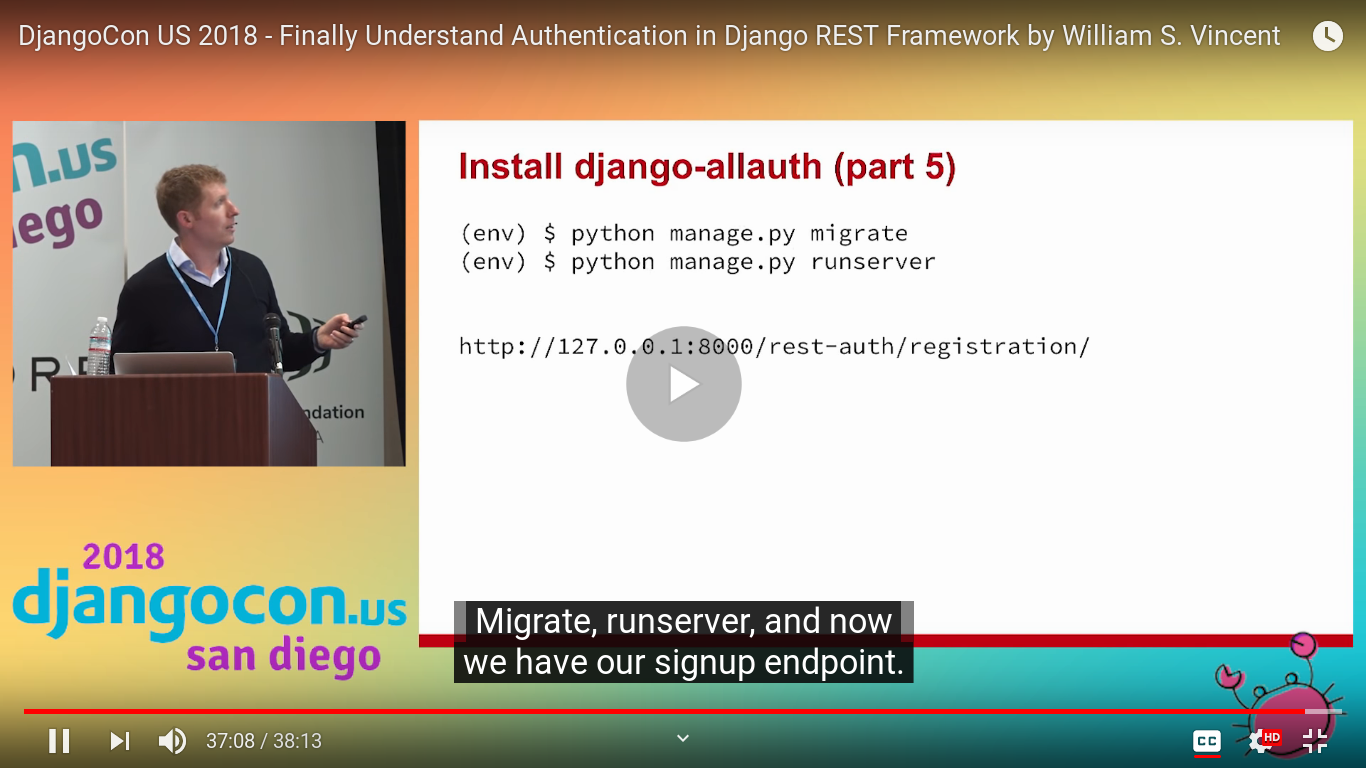 DjangoCon US 2018 - Finally Understand Authentication in Django REST Framework by William S. Vincent
n.us
iego
ORE
ndation
A
Install django-allauth (part 5)
(env) $ python manage.py migrate
(env) $ python manage.py runserver
http://127.0.0.1:8000/rest-auth/registration/
2018
djangocon.us
san diego
Migrate, runserver, and now
we have our signup endpoint.
37:08 / 38:13
CC
HD